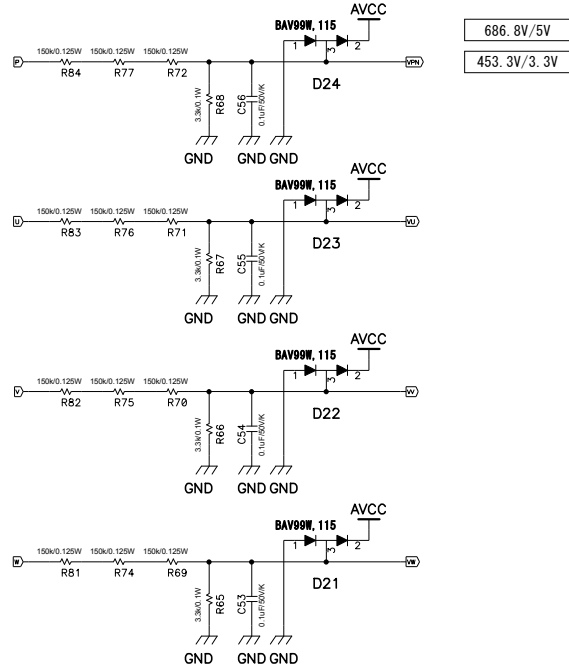 AVCC
BAV99W, 115
686. 8V/5V
150k/0.125W 150k/0.125W 150k/0.125W
1 3 2
453. 3V/3. 3V
P
VPN
R84 R77 R72
D24
3.3k/0.1W
R68
C56
0.1uF/50V/K
GND GND GND
AVCC
BAV99W, 115
150k/0.125W 150k/0.125W 150k/0.125W
1 3 2
U
VU
R83 R76 R71
D23
3.3k/0.1W
R67
C55
0.1uF/50V/K
GND GND GND
AVCC
BAV99W, 115
150k/0.125W 150k/0.125W 150k/0.125W
1 3 2
V
VV
R82 R75 R70
D22
3.3k/0.1W
R66
C54
0.1uF/50V/K
GND GND GND
AVCC
BAV99W, 115
150k/0.125W 150k/0.125W 150k/0.125W
1 3 2
W
VW
R81 R74 R69
D21
3.3k/0.1W
R65
C53
0.1uF/50V/K
GND GND GND